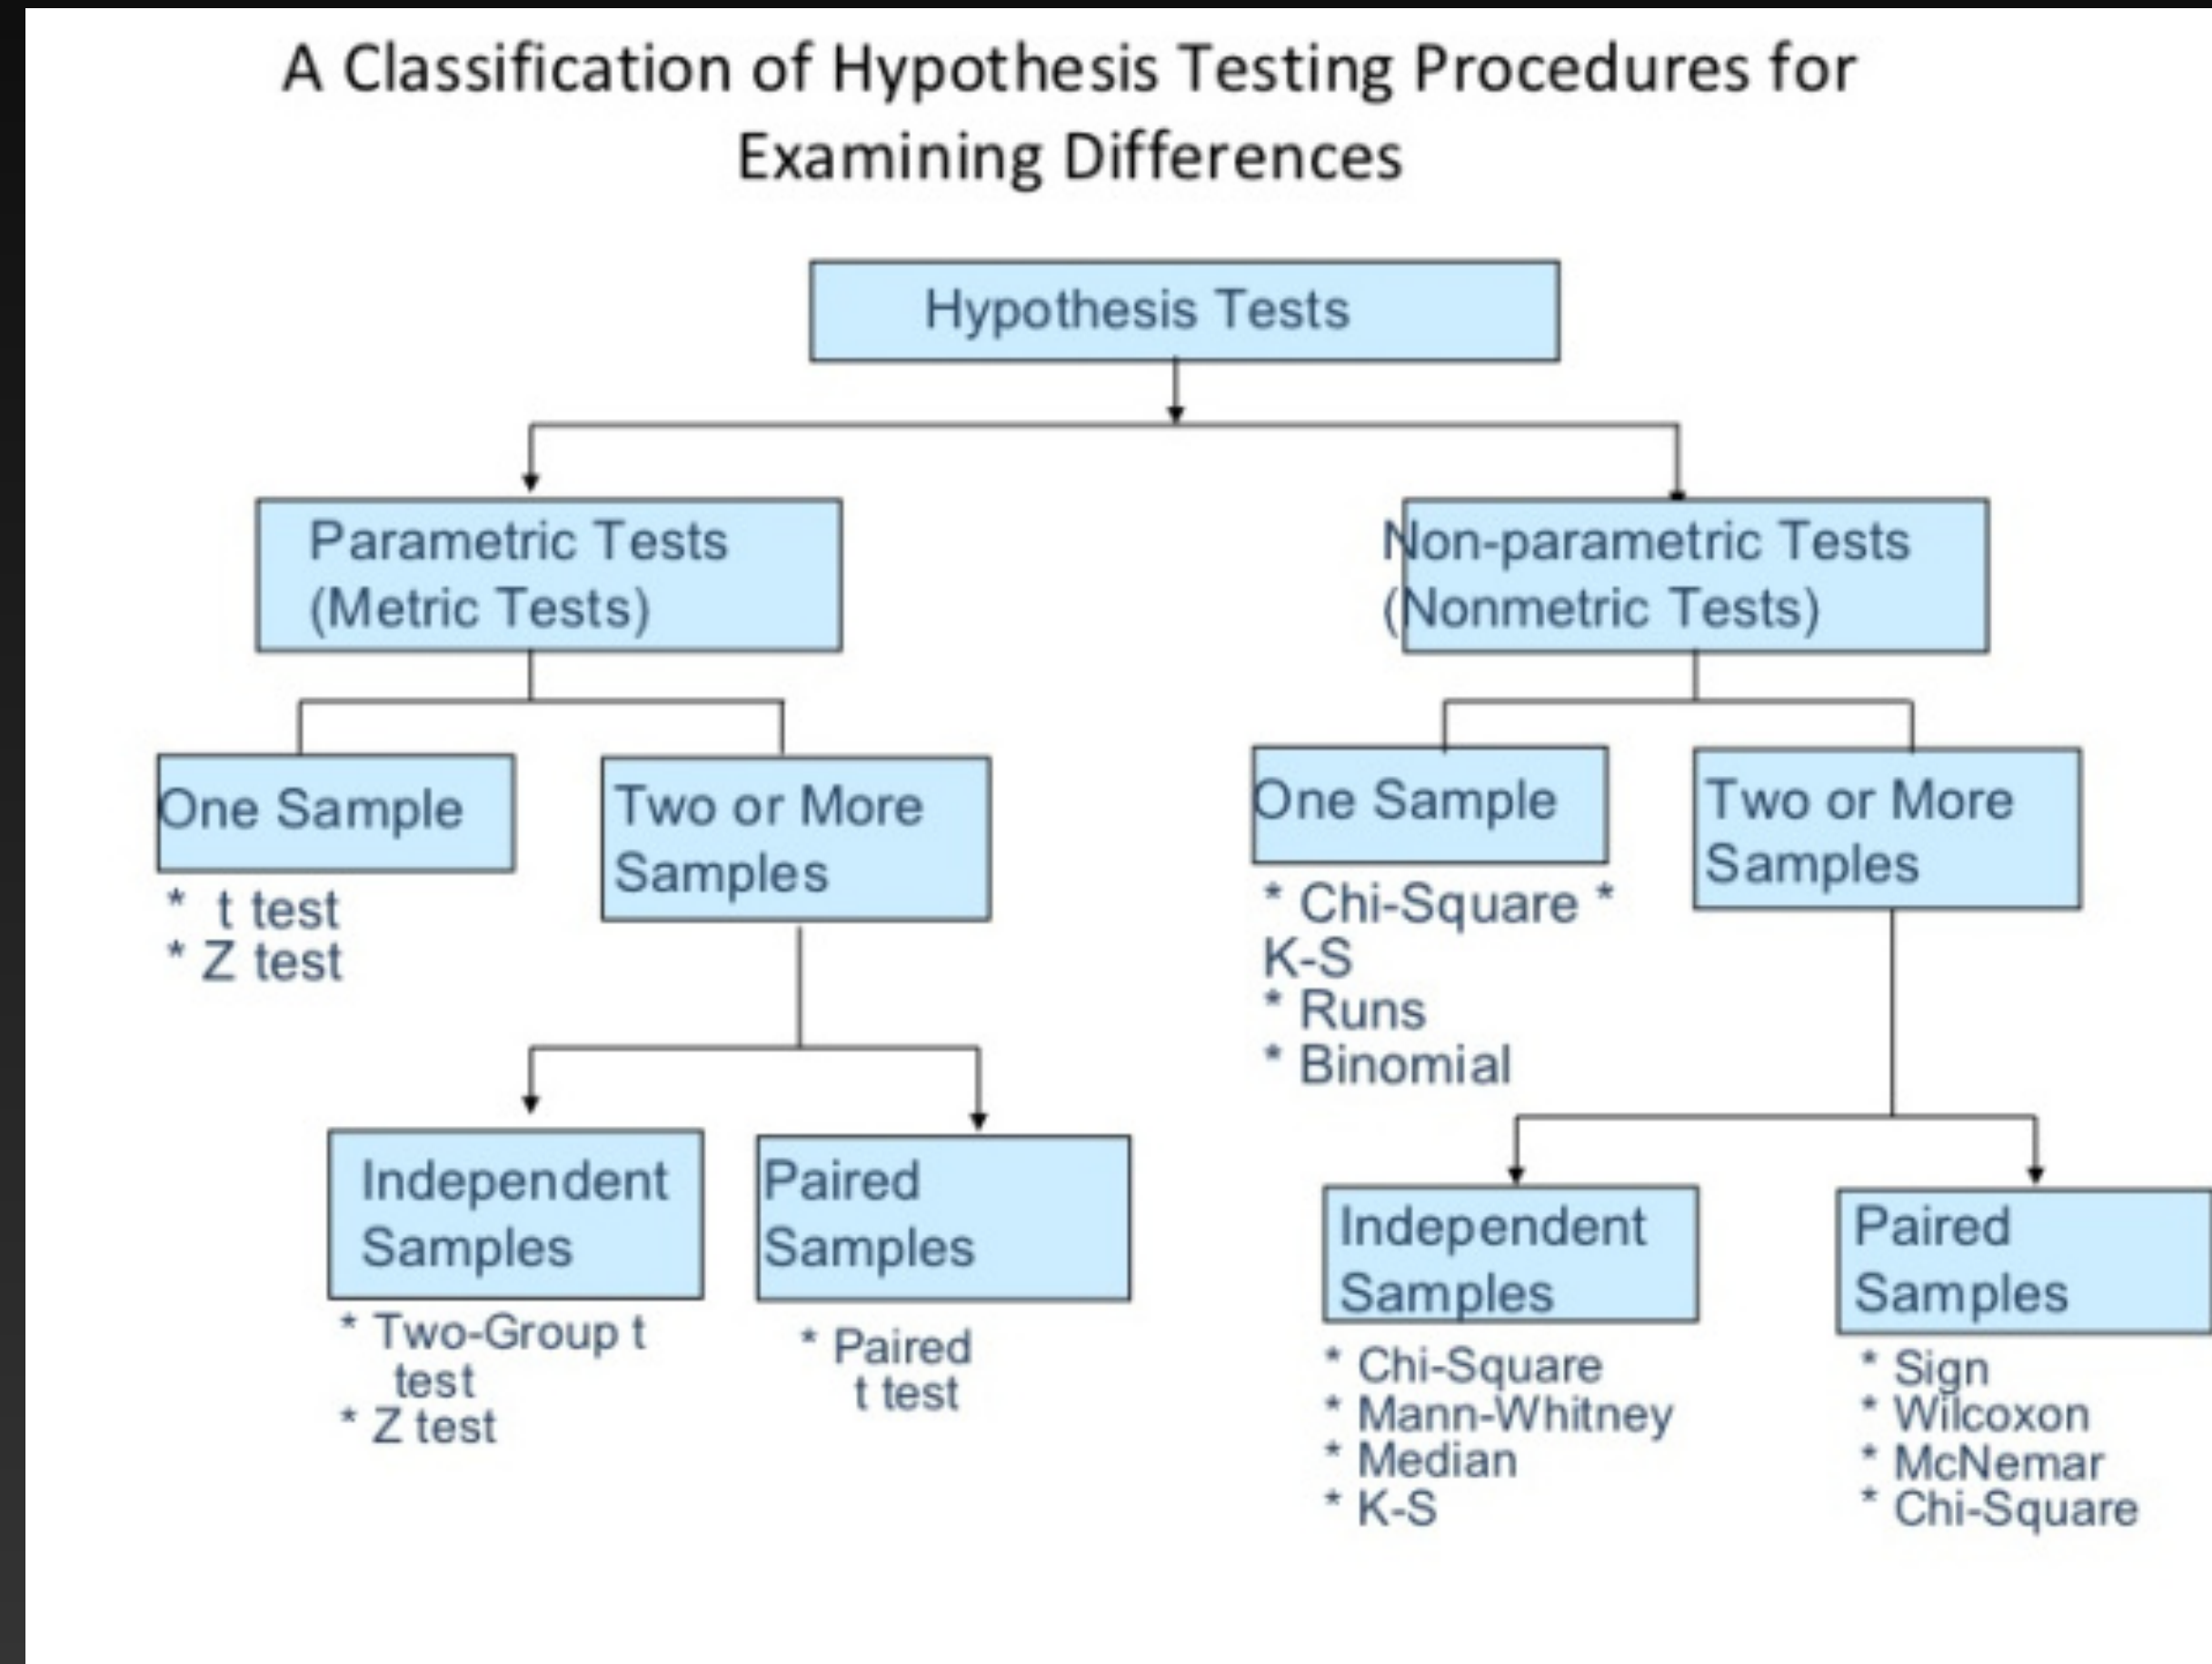 A Classification of Hypothesis Testing Procedures for
Examining Differences
Hypothesis Tests
Parametric Tests
(Metric Tests)
Non-parametric Tests
(Nonmetric Tests)
One Sample
* t test
* Z test
Two or More
Samples
One Sample
* Chi-Square *
K-S
* Runs
* Binomial
Two or More
Samples
Independent
Samples
* Two-Group t
test
* Z test
Paired
Samples
* Paired
t test
Independent
Samples
* Chi-Square
* Mann-Whitney
* Median
* K-S
Paired
Samples
* Sign
* Wilcoxon
* McNemar
* Chi-Square